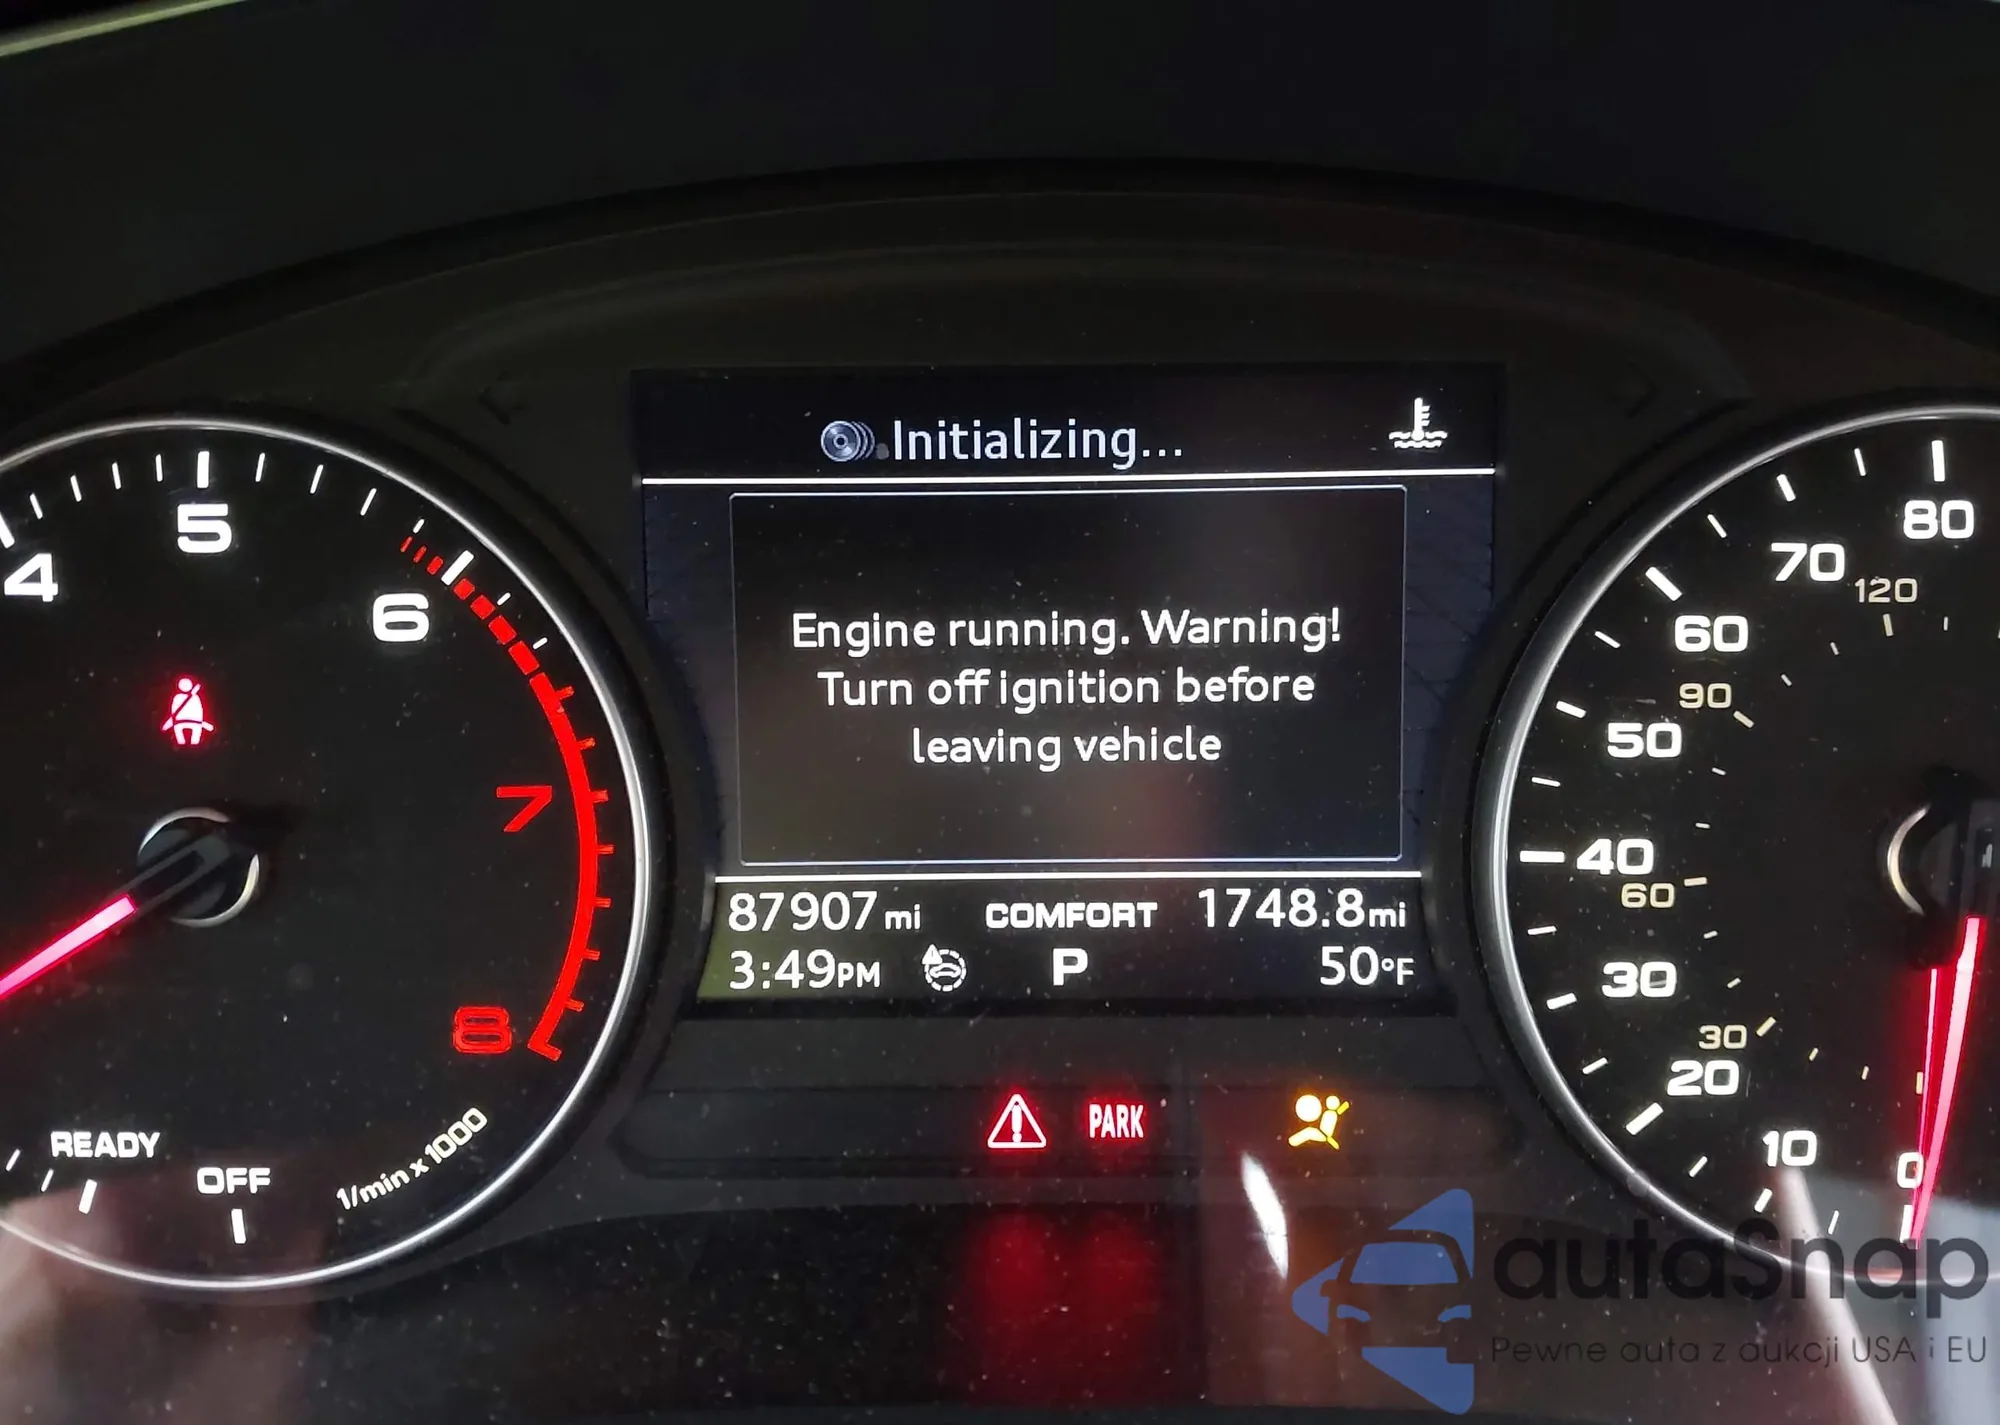 Initializing...
Engine running. Warning!
Turn off ignition before
leaving vehicle
87907 mi
COMFORT
1748.8 mi
3:49 PM
P
50°F
4
5
6
7
8
READY
OFF
1/min x 1000
PARK
80
70
120
60
90
50
40
60
30
30
20
10
0
autaSnap
Pewne auta z aukcji USA i EU